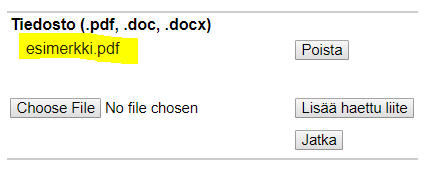 Tiedosto (.pdf, .doc, .docx)
esimerkki.pdf Poista
Choose File No file chosen Lisää haettu liite
Jatka